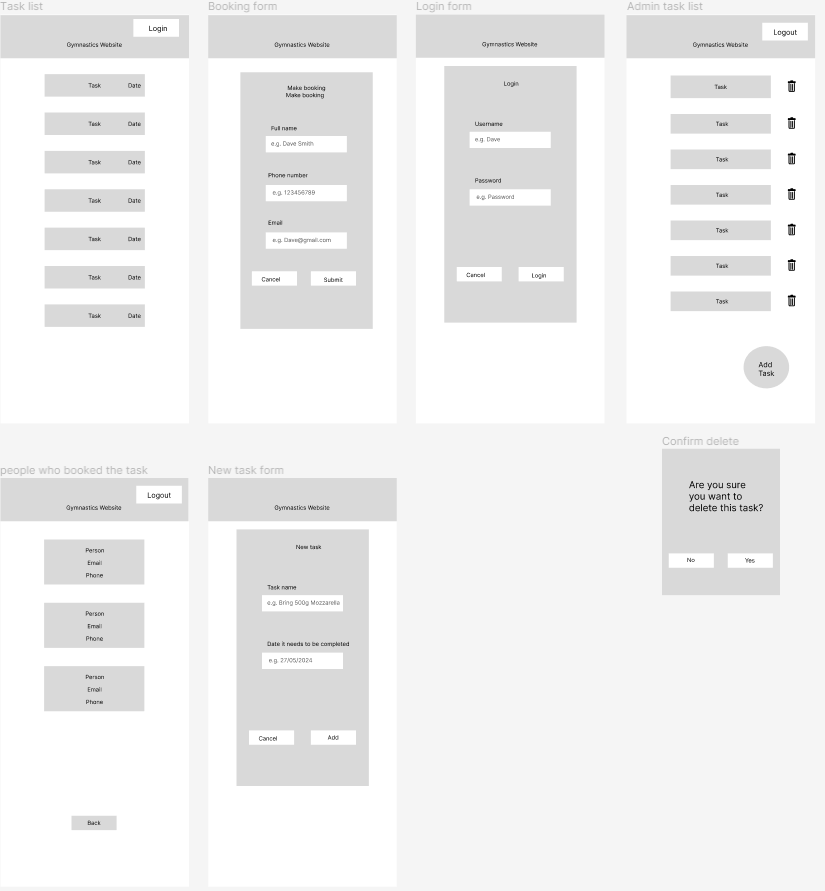 Task list
Login
Gymnastics Website
Task Date
Task Date
Task Date
Task Date
Task Date
Task Date
Task Date
Booking form
Gymnastics Website
Make booking
Make booking
Full name
e.g. Dave Smith
Phone number
e.g. 123456789
Email
e.g. Dave@gmail.com
Cancel Submit
Login form
Gymnastics Website
Login
Username
e.g. Dave
Password
e.g. Password
Cancel Login
Admin task list
Logout
Gymnastics Website
Task
Task
Task
Task
Task
Task
Task
Add
Task
people who booked the task
Logout
Gymnastics Website
Person
Email
Phone
Person
Email
Phone
Person
Email
Phone
Back
New task form
Gymnastics Website
New task
Task name
e.g. Bring 500g Mozzarella
Date it needs to be completed
e.g. 27/05/2024
Cancel Add
Confirm delete
Are you sure
you want to
delete this task?
No Yes